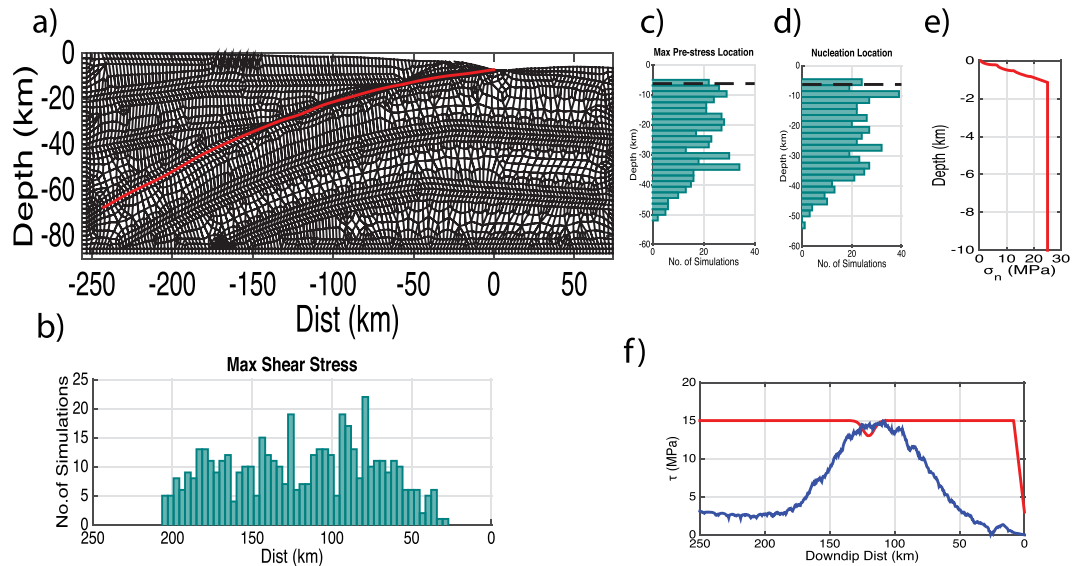 a)
0
-20
-40
-60
-80
Depth (km)
-250 -200 -150 -100 -50 0 50
Dist (km)
b)
Max Shear Stress
25
20
15
10
5
0
No.of Simulations
250 200 150 100 50 0
Dist (km)
c)
Max Pre-stress Location
0
-10
-20
-30
-40
-50
-60
Depth (km)
0 20 40
No. of Simulations
d)
Nucleation Location
0
-10
-20
-30
-40
-50
-60
Depth (km)
0 20 40
No. of Simulations
e)
0
-2
-4
-6
-8
-10
Depth (km)
0 10 20 30
σn (MPa)
f)
20
15
10
5
0
τ (MPa)
250 200 150 100 50 0
Downdip Dist (km)